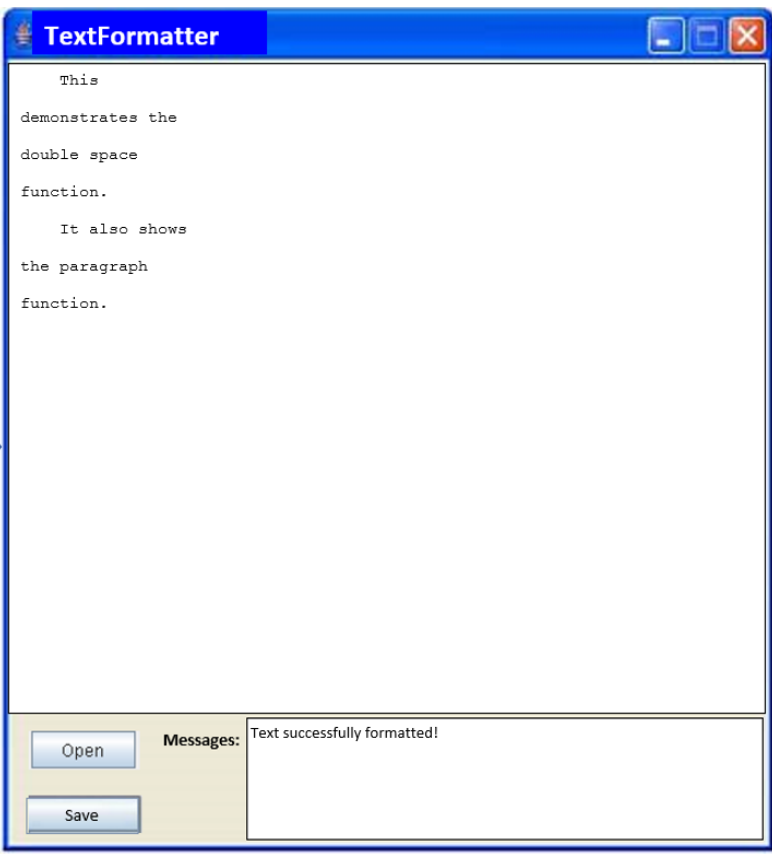 TextFormatter
    This
demonstrates the
double space
function.
    It also shows
the paragraph
function.
Open
Messages:
Text successfully formatted!
Save